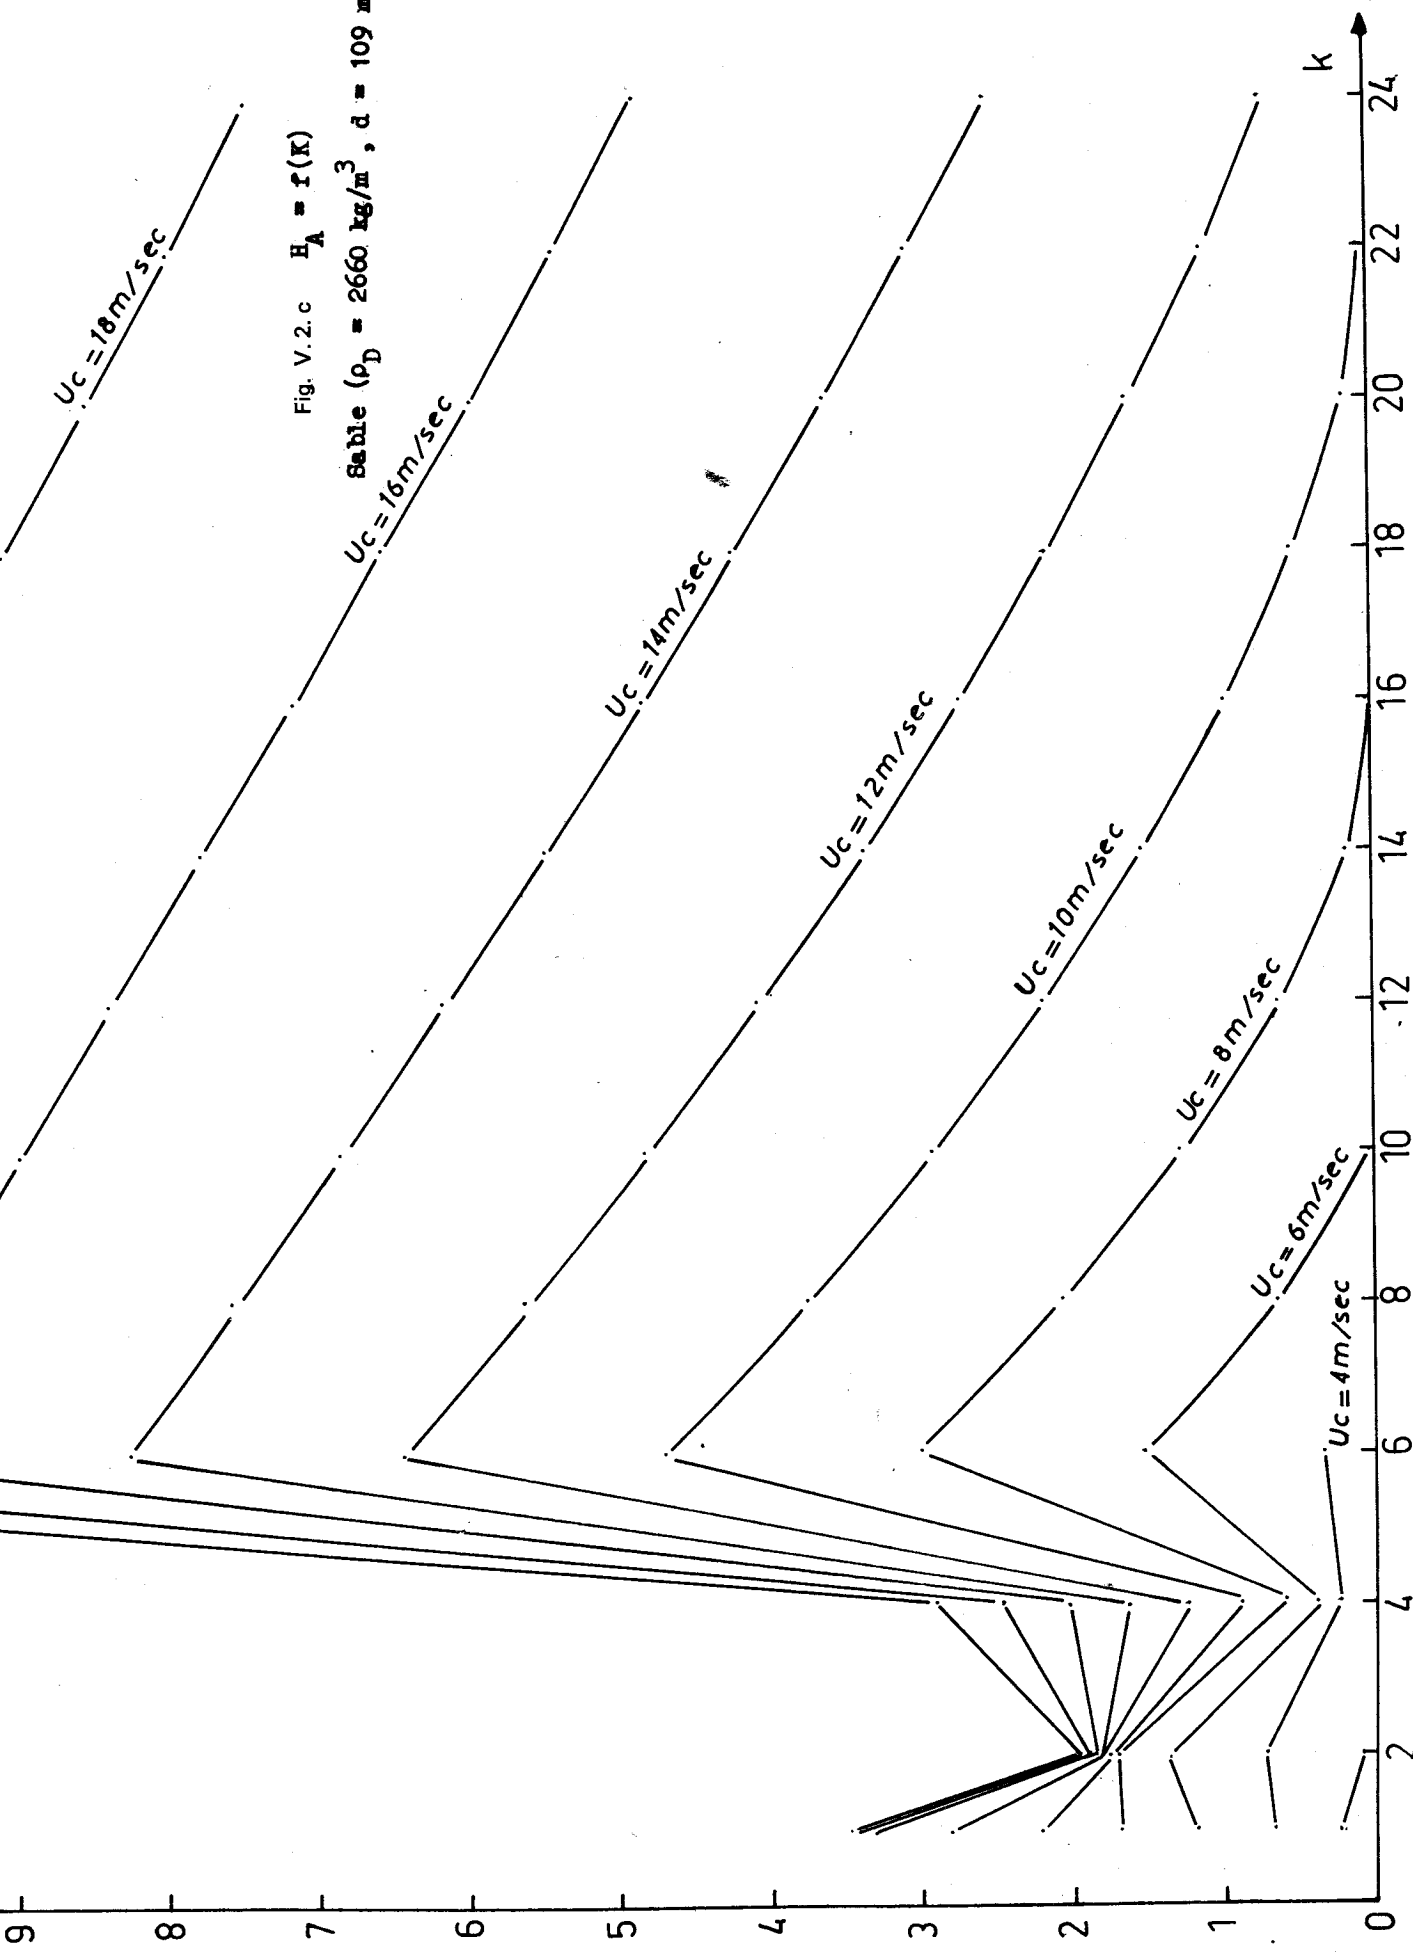 Fig. V.2.c H_A = f(K)
Sable (ρ_D = 2660 kg/m³, d = 109
Uc = 18m/sec
Uc = 16m/sec
Uc = 14m/sec
Uc = 12m/sec
Uc = 10m/sec
Uc = 8m/sec
Uc = 6m/sec
Uc = 4m/sec
9
8
7
6
5
4
3
2
1
0
2
4
6
8
10
12
14
16
18
20
22
24
k